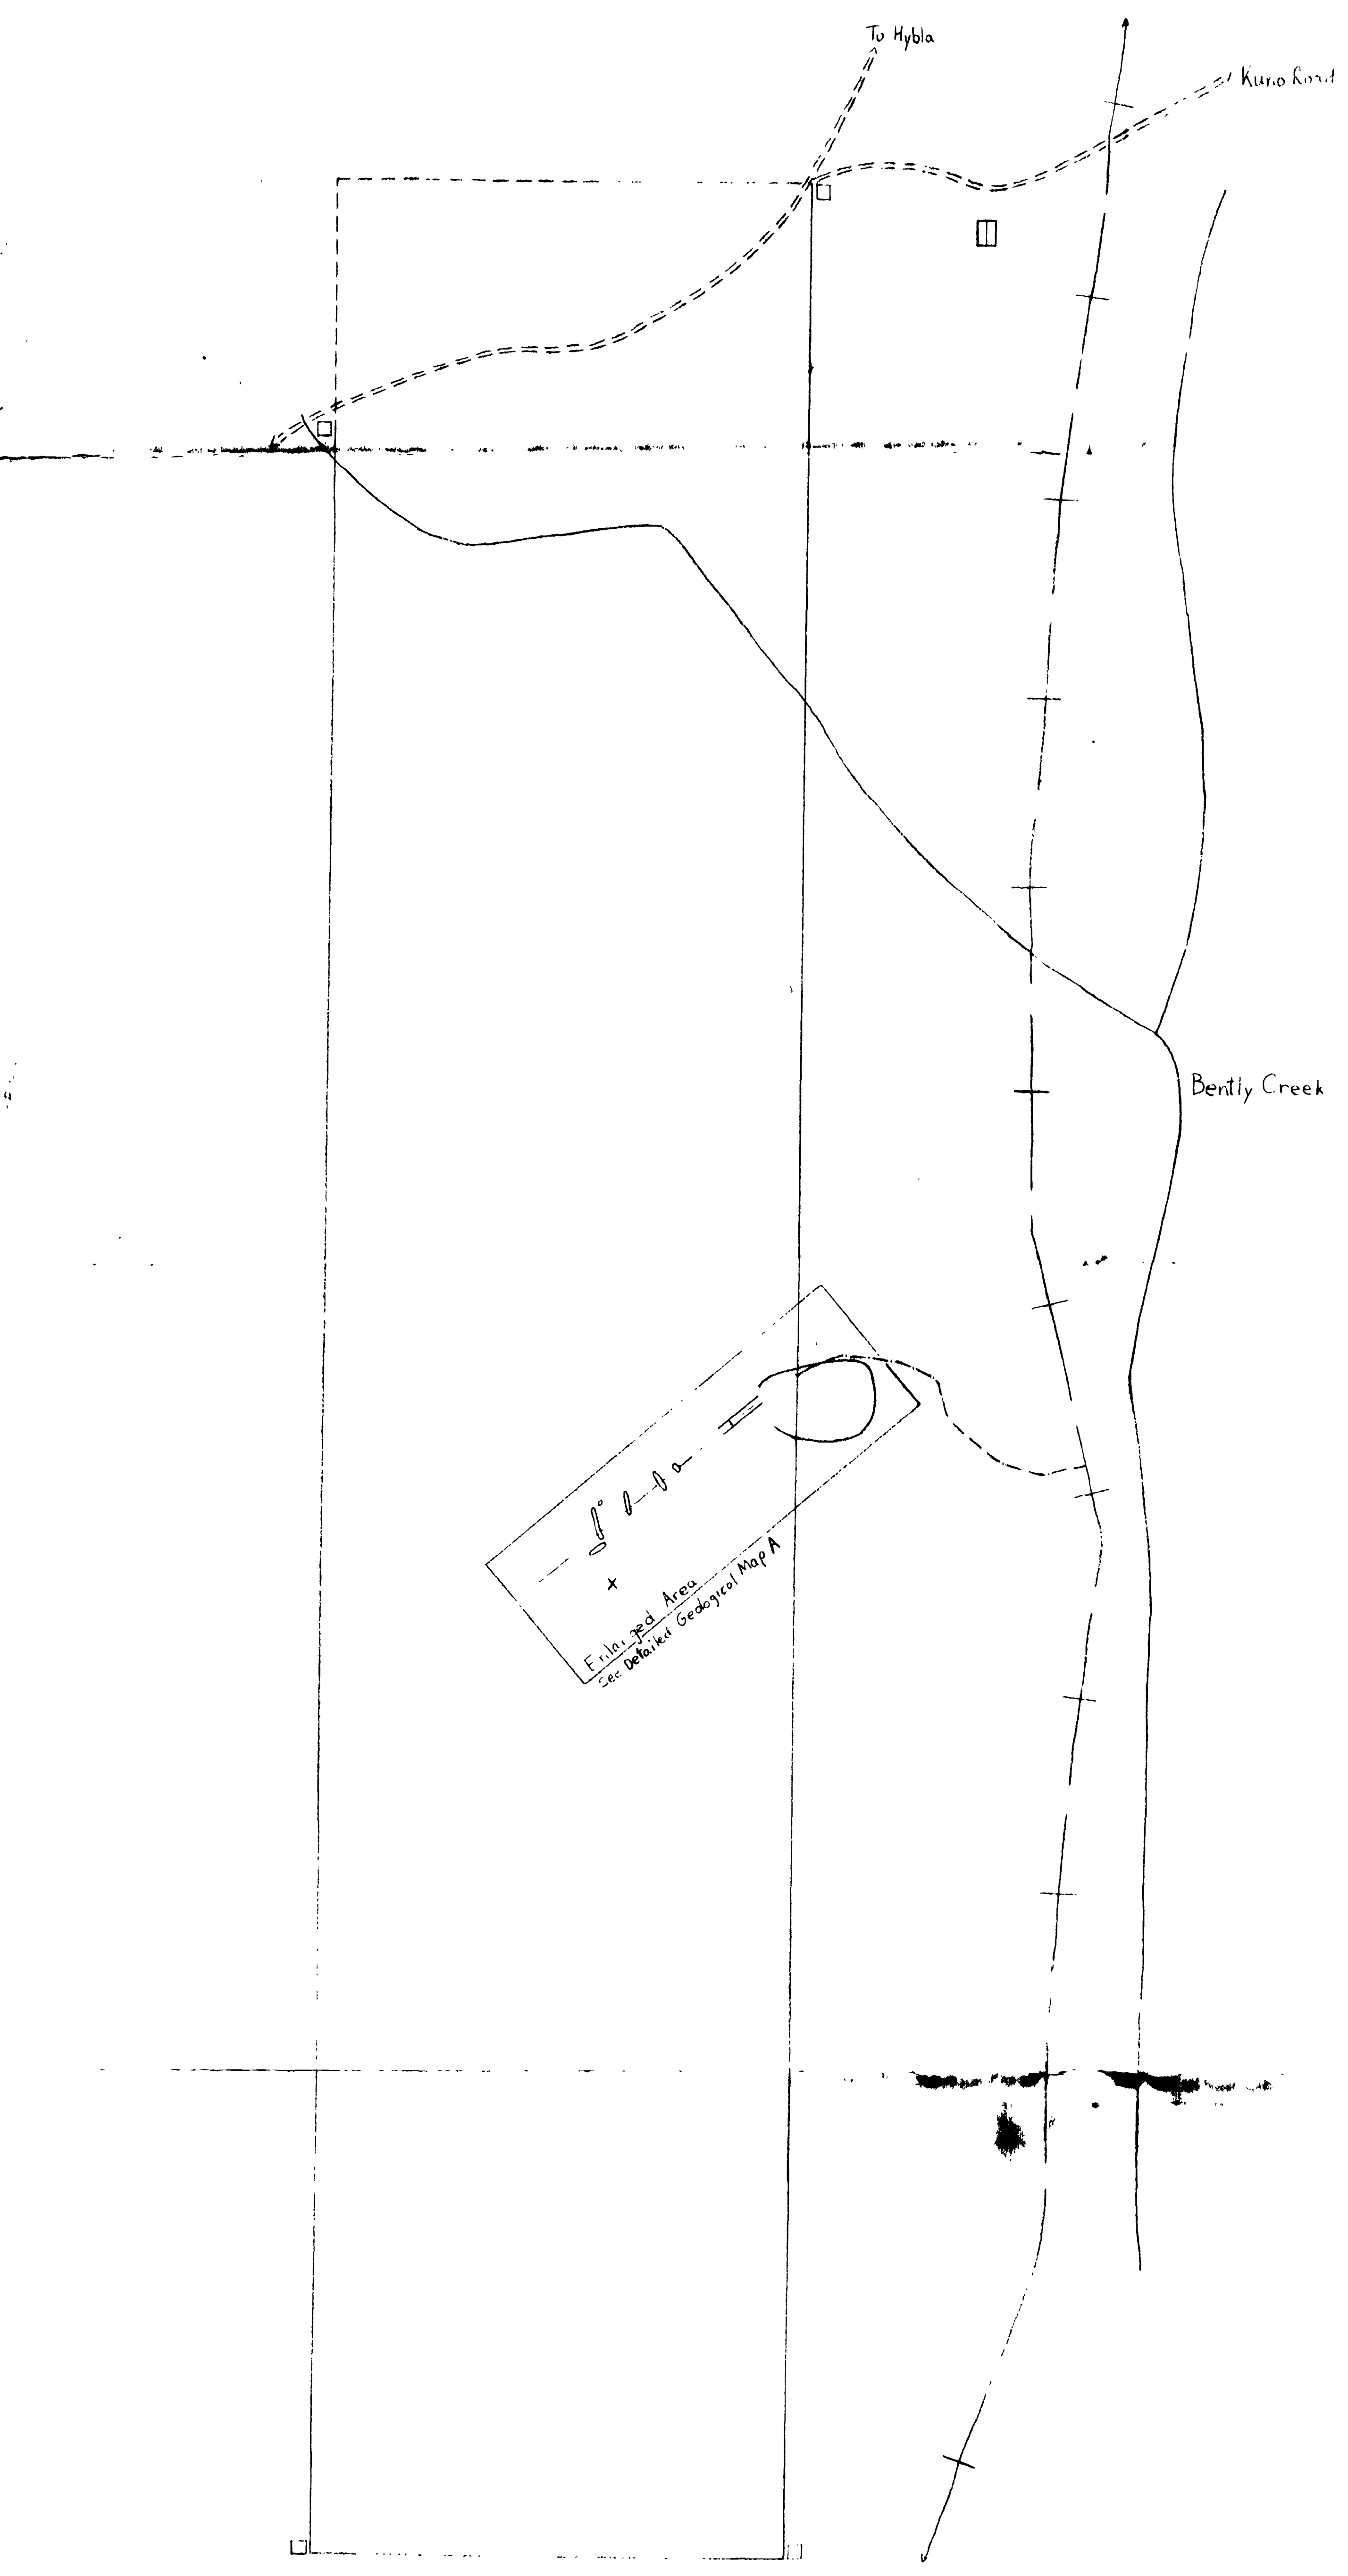 To Hybla
Kuno Road
Bently Creek
Enlarged Area
See Detailed Geological Map A